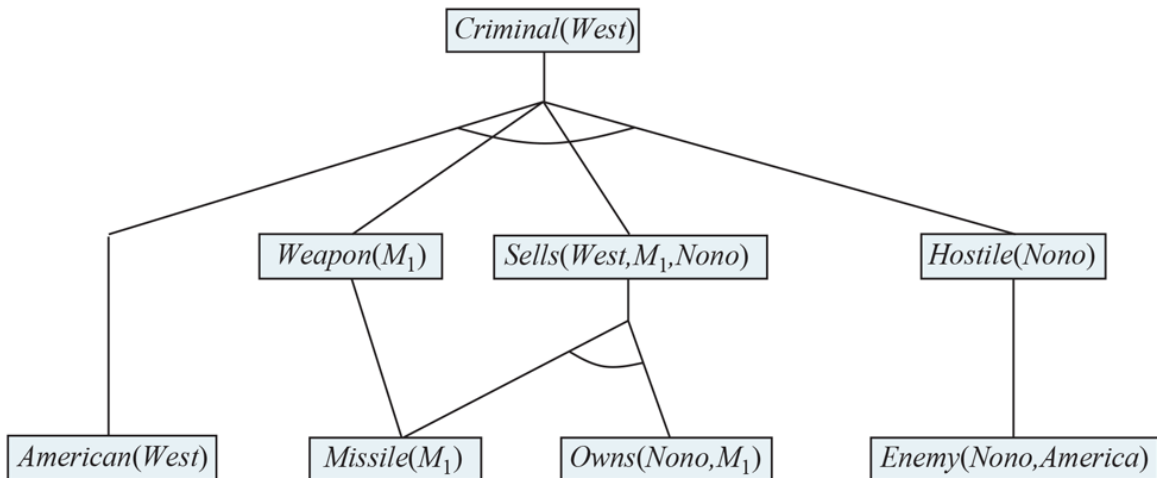 Criminal(West)
Weapon(M₁)
Sells(West,M₁,Nono)
Hostile(Nono)
American(West)
Missile(M₁)
Owns(Nono,M₁)
Enemy(Nono,America)